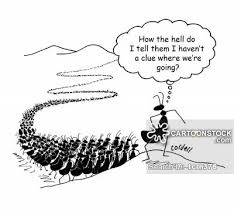 How the hell do
I tell them I haven't
a clue where we're
going?
CARTOONSTOCK
.com